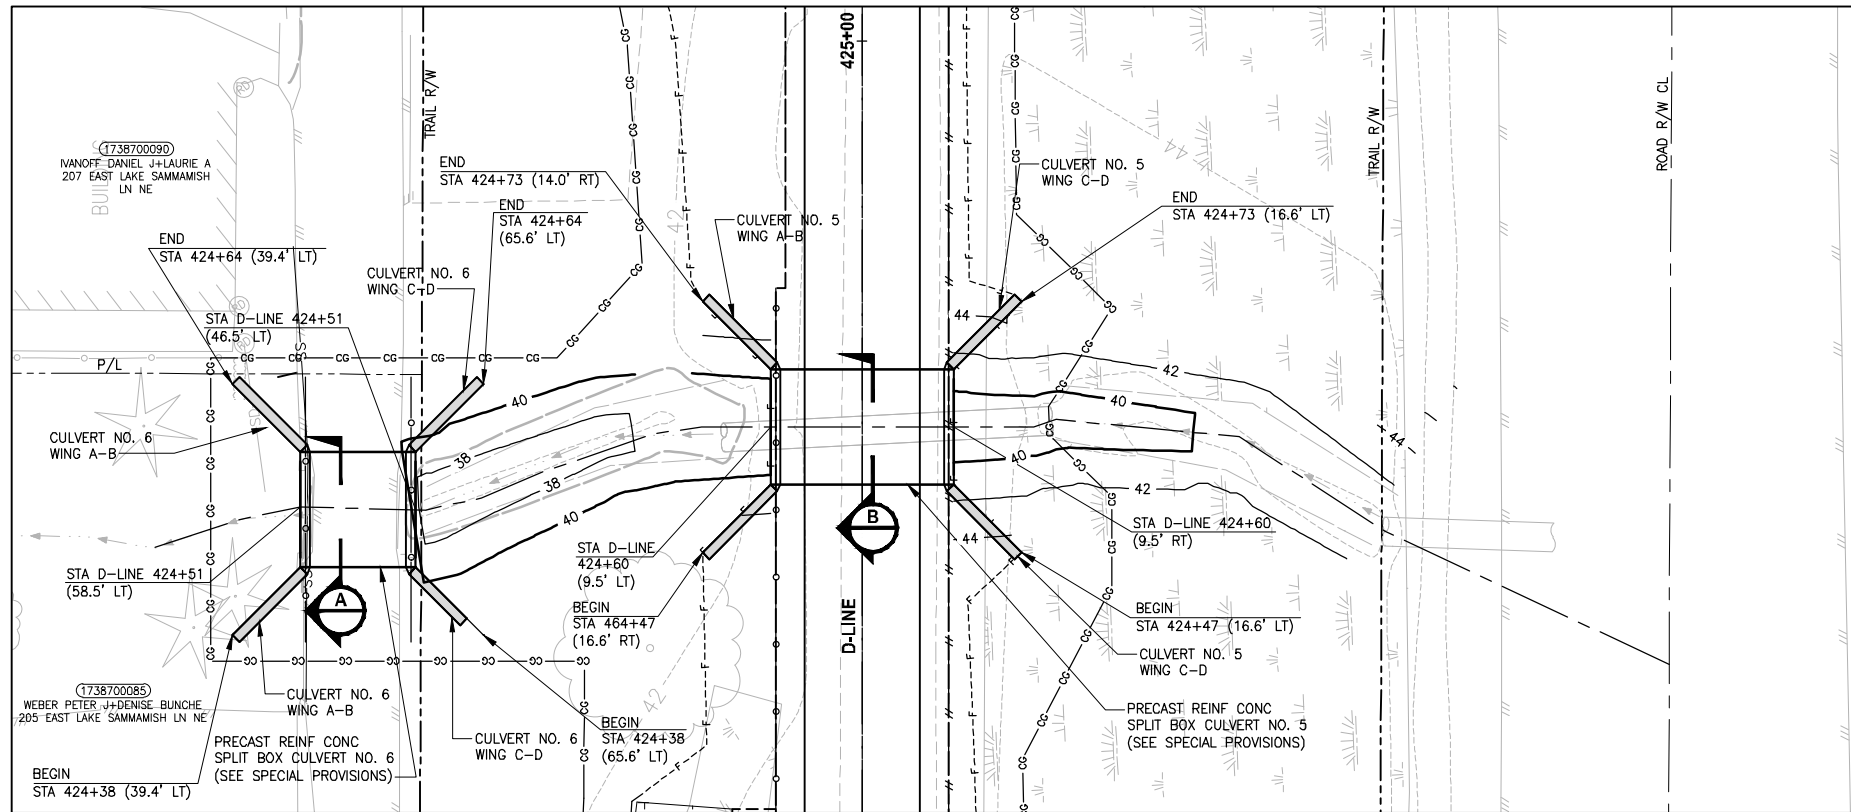 425+00
TRAIL R/W
TRAIL R/W
ROAD R/W CL
1738700090
IVANOFF DANIEL J+LAURIE A
207 EAST LAKE SAMMAMISH
LN NE
END
STA 424+73 (14.0' RT)
END
STA 424+64
(65.6' LT)
CULVERT NO. 5
WING A-B
CULVERT NO. 5
WING C-D
END
STA 424+73 (16.6' LT)
END
STA 424+64 (39.4' LT)
CULVERT NO. 6
WING C-D
STA D-LINE 424+51
(46.5' LT)
P/L
CULVERT NO. 6
WING A-B
42
44
44
42
40
40
38
38
40
40
42
44
44
42
STA D-LINE 424+60
(9.5' RT)
STA D-LINE
424+60
(9.5' LT)
A
B
STA D-LINE 424+51
(58.5' LT)
BEGIN
STA 464+47
(16.6' RT)
D-LINE
BEGIN
STA 424+47 (16.6' LT)
CULVERT NO. 5
WING C-D
1738700085
WEBER PETER J+DENISE BUNCHE
205 EAST LAKE SAMMAMISH LN NE
CULVERT NO. 6
WING A-B
CULVERT NO. 6
WING C-D
BEGIN
STA 424+38
(65.6' LT)
PRECAST REINF CONC
SPLIT BOX CULVERT NO. 5
(SEE SPECIAL PROVISIONS)
PRECAST REINF CONC
SPLIT BOX CULVERT NO. 6
(SEE SPECIAL PROVISIONS)
BEGIN
STA 424+38 (39.4' LT)